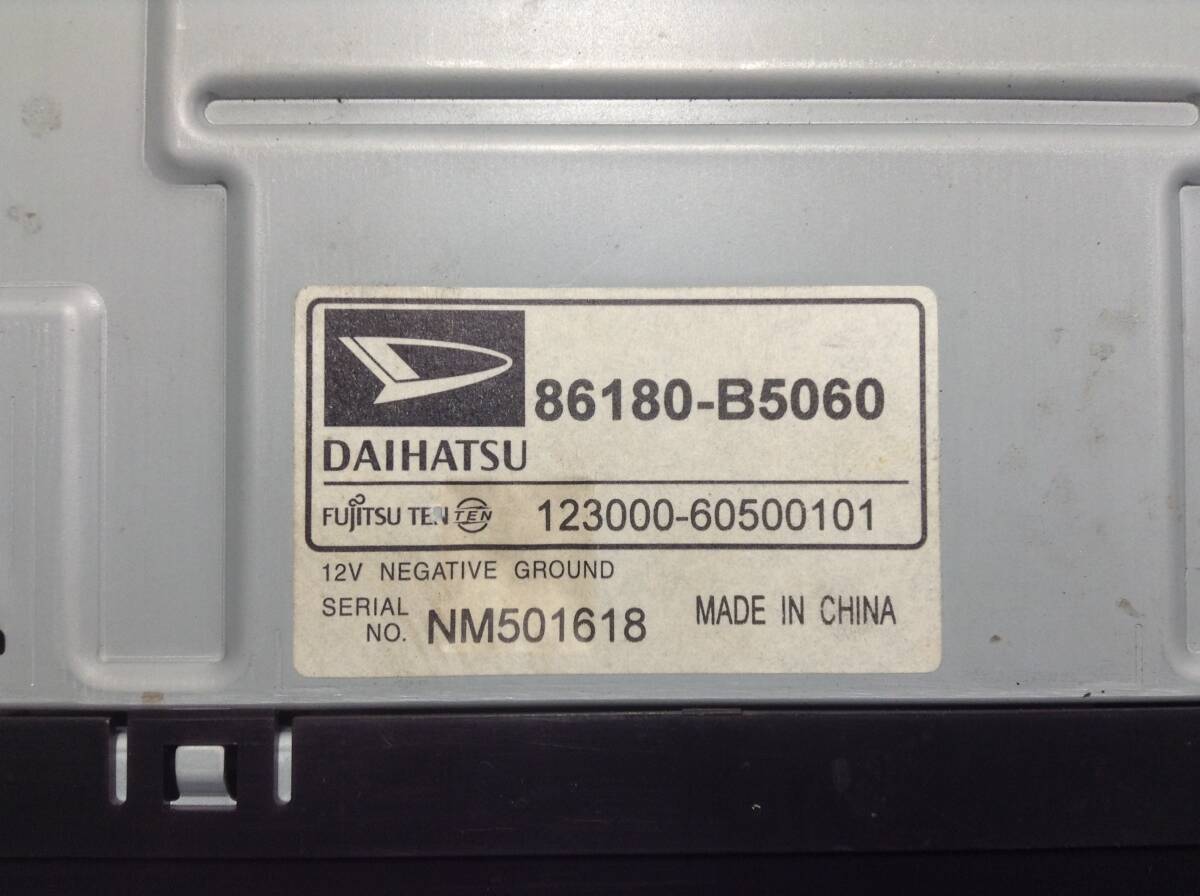 86180-B5060
DAIHATSU
FUJITSU TEN TEN 123000-60500101
12V NEGATIVE GROUND
SERIAL NO. NM501618 MADE IN CHINA